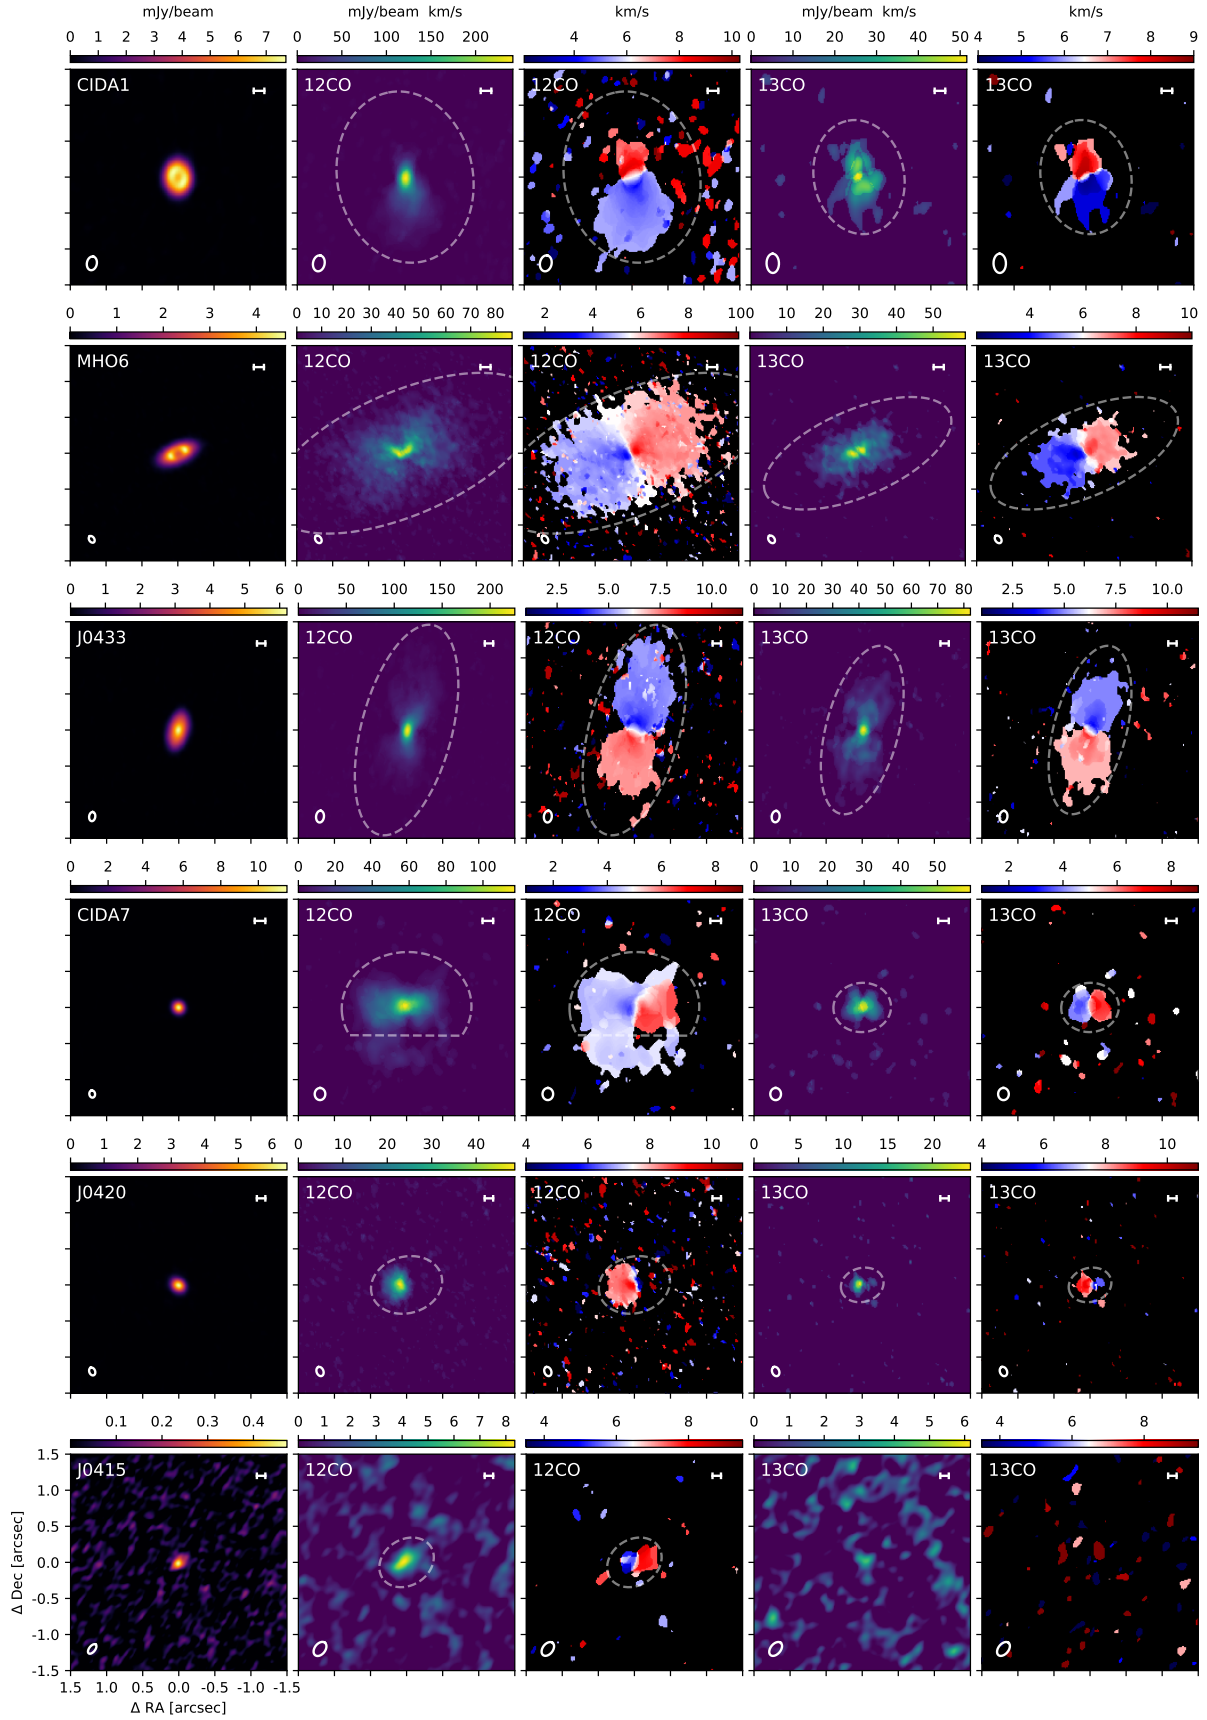 mJy/beam mJy/beam km/s km/s mJy/beam km/s km/s
0 1 2 3 4 5 6 7 0 50 100 150 200 4 6 8 10 0 10 20 30 40 50 4 5 6 7 8 9
CIDA1 12CO 12CO 13CO 13CO
0 1 2 3 4 0 10 20 30 40 50 60 70 80 2 4 6 8 10 0 10 20 30 40 50 4 6 8 10
MHO6 12CO 12CO 13CO 13CO
0 1 2 3 4 5 6 0 50 100 150 200 2.5 5.0 7.5 10.0 0 10 20 30 40 50 60 70 80 2.5 5.0 7.5 10.0
J0433 12CO 12CO 13CO 13CO
0 2 4 6 8 10 0 20 40 60 80 100 2 4 6 8 0 10 20 30 40 50 2 4 6 8
CIDA7 12CO 12CO 13CO 13CO
0 1 2 3 4 5 6 0 10 20 30 40 4 6 8 10 0 5 10 15 20 4 6 8 10
J0420 12CO 12CO 13CO 13CO
0.1 0.2 0.3 0.4 0 1 2 3 4 5 6 7 8 4 6 8 0 1 2 3 4 5 6 6 8
J0415 12CO 12CO 13CO 13CO
1.5
1.0
0.5
0.0
-0.5
-1.0
-1.5
Δ Dec [arcsec]
1.5 1.0 0.5 0.0 -0.5 -1.0 -1.5
Δ RA [arcsec]